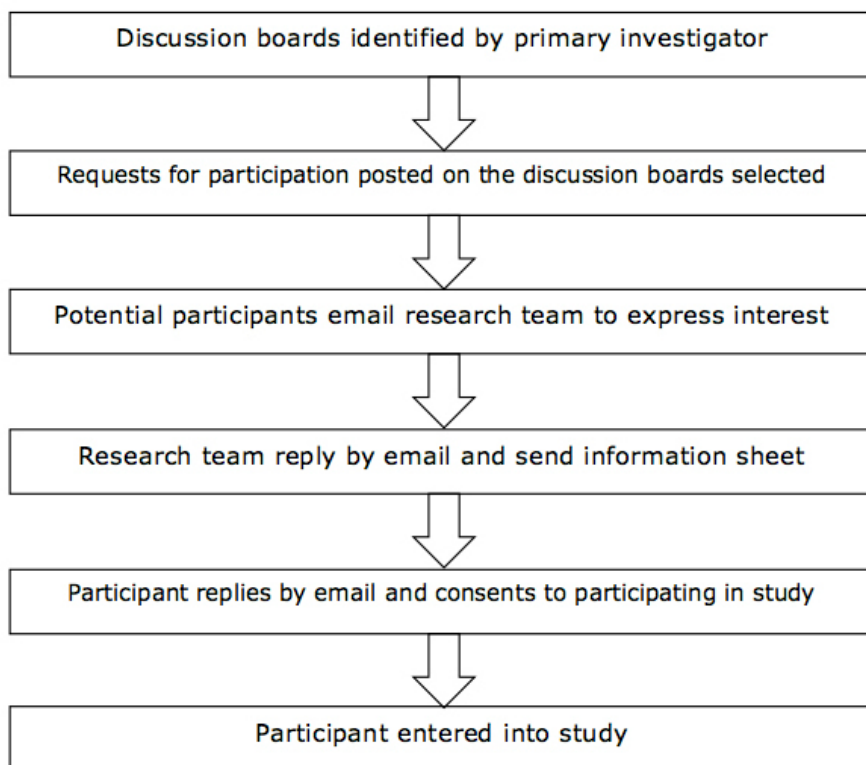 Discussion boards identified by primary investigator
Requests for participation posted on the discussion boards selected
Potential participants email research team to express interest
Research team reply by email and send information sheet
Participant replies by email and consents to participating in study
Participant entered into study